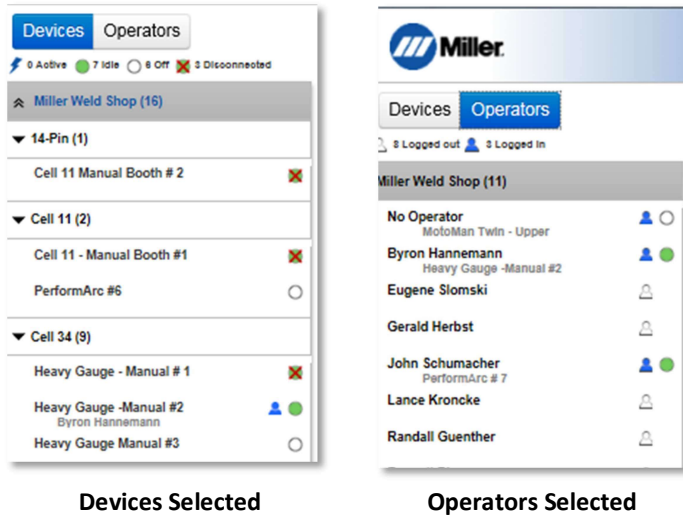 Devices Operators
0 Active 7 Idle 6 Off 3 Disconnected
Miller Weld Shop (16)
14-Pin (1)
Cell 11 Manual Booth # 2
Cell 11 (2)
Cell 11 - Manual Booth #1
PerformArc #6
Cell 34 (9)
Heavy Gauge - Manual # 1
Heavy Gauge -Manual #2
Byron Hannemann
Heavy Gauge Manual #3
Devices Selected
Miller.
Devices Operators
8 Logged out 3 Logged In
Miller Weld Shop (11)
No Operator
MotoMan Twin - Upper
Byron Hannemann
Heavy Gauge -Manual #2
Eugene Slomski
Gerald Herbst
John Schumacher
PerformArc # 7
Lance Kroncke
Randall Guenther
Operators Selected